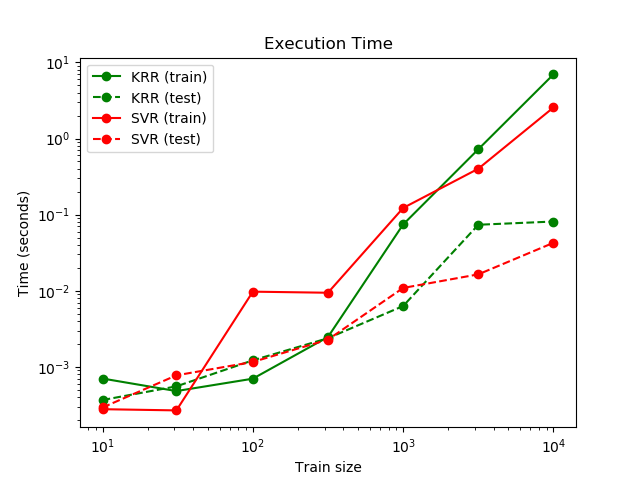 Execution Time
KRR (train)
KRR (test)
SVR (train)
SVR (test)
10¹
10⁰
10⁻¹
10⁻²
10⁻³
Time (seconds)
10¹ 10² 10³ 10⁴
Train size